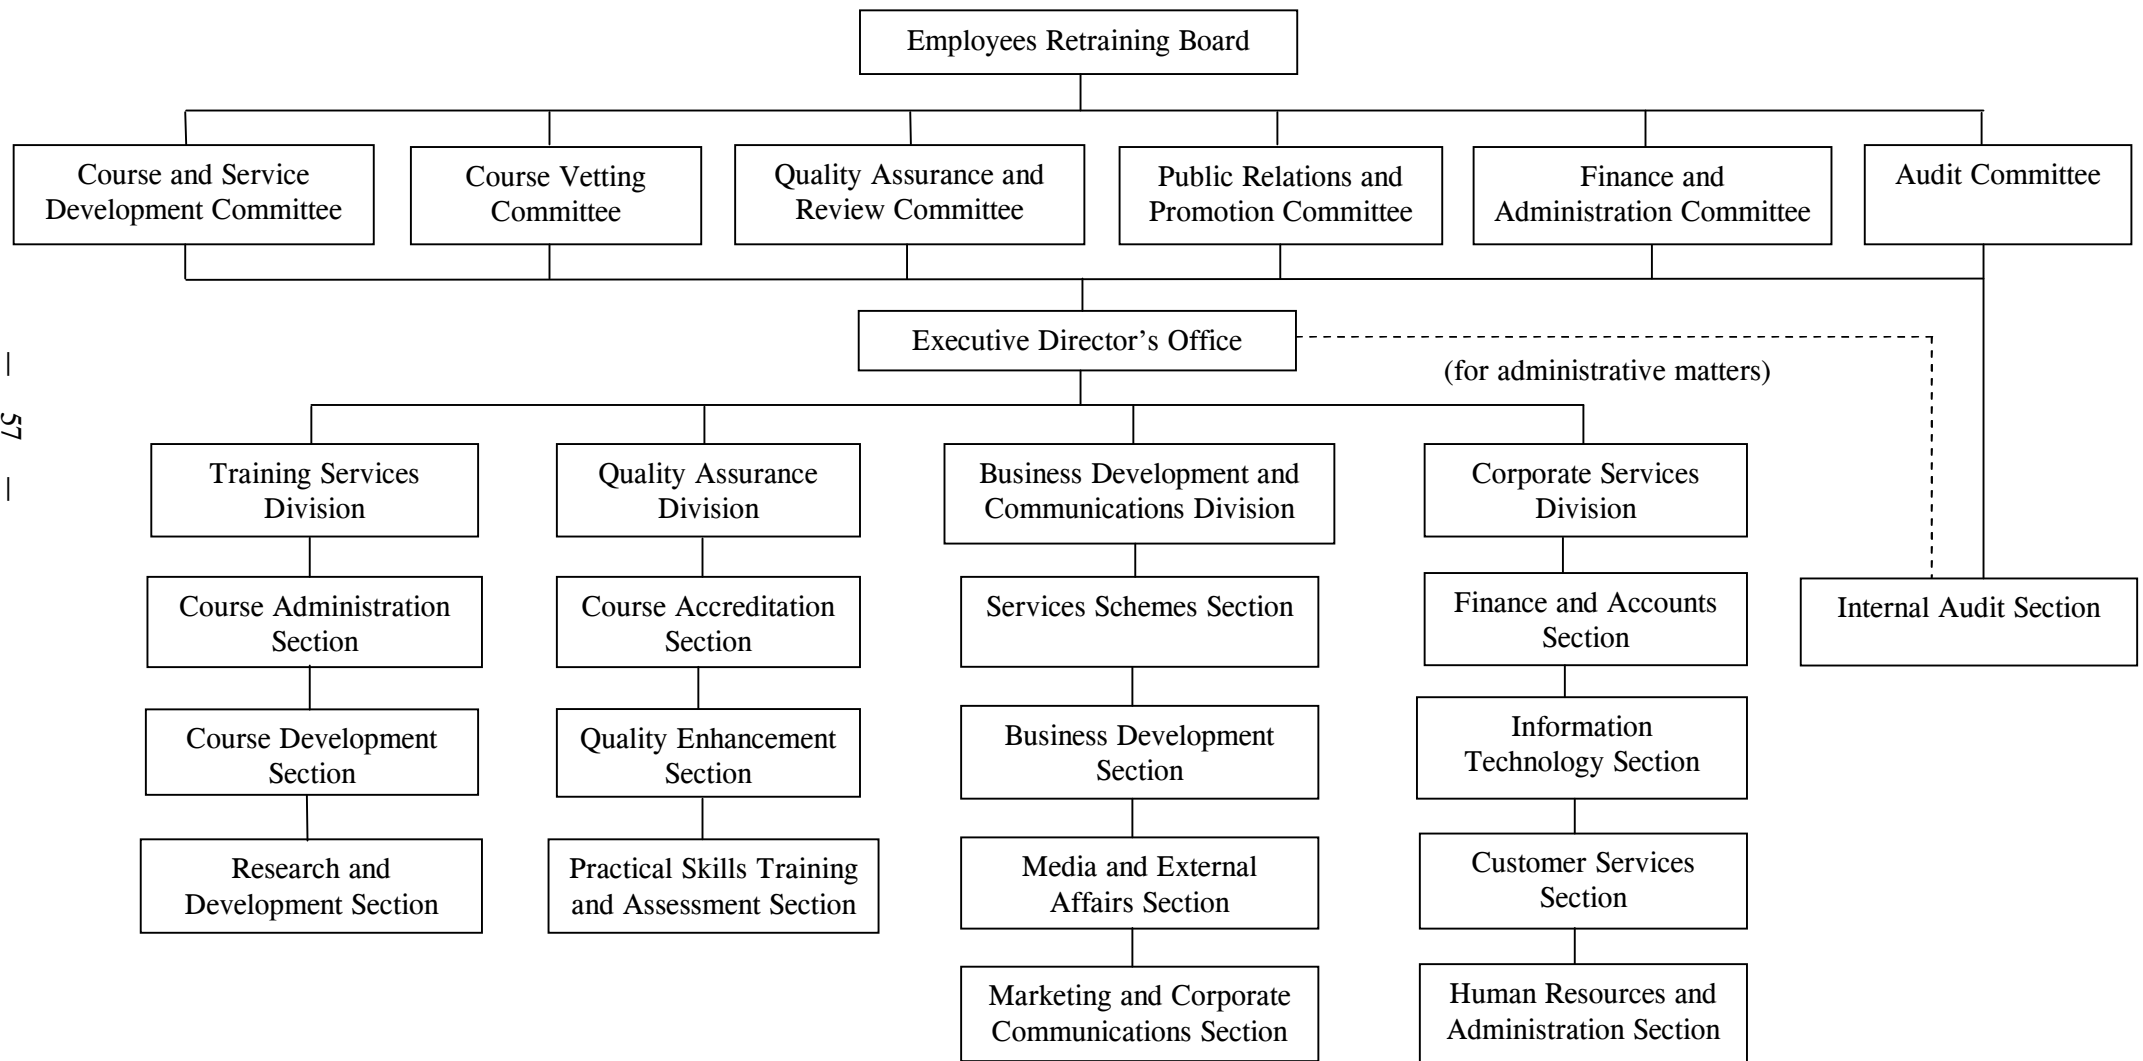 Employees Retraining Board
Course and Service
Development Committee
Course Vetting
Committee
Quality Assurance and
Review Committee
Public Relations and
Promotion Committee
Finance and
Administration Committee
Audit Committee
Executive Director’s Office
(for administrative matters)
— 57 —
Training Services
Division
Quality Assurance
Division
Business Development and
Communications Division
Corporate Services
Division
Course Administration
Section
Course Accreditation
Section
Services Schemes Section
Finance and Accounts
Section
Internal Audit Section
Course Development
Section
Quality Enhancement
Section
Business Development
Section
Information
Technology Section
Research and
Development Section
Practical Skills Training
and Assessment Section
Media and External
Affairs Section
Customer Services
Section
Marketing and Corporate
Communications Section
Human Resources and
Administration Section